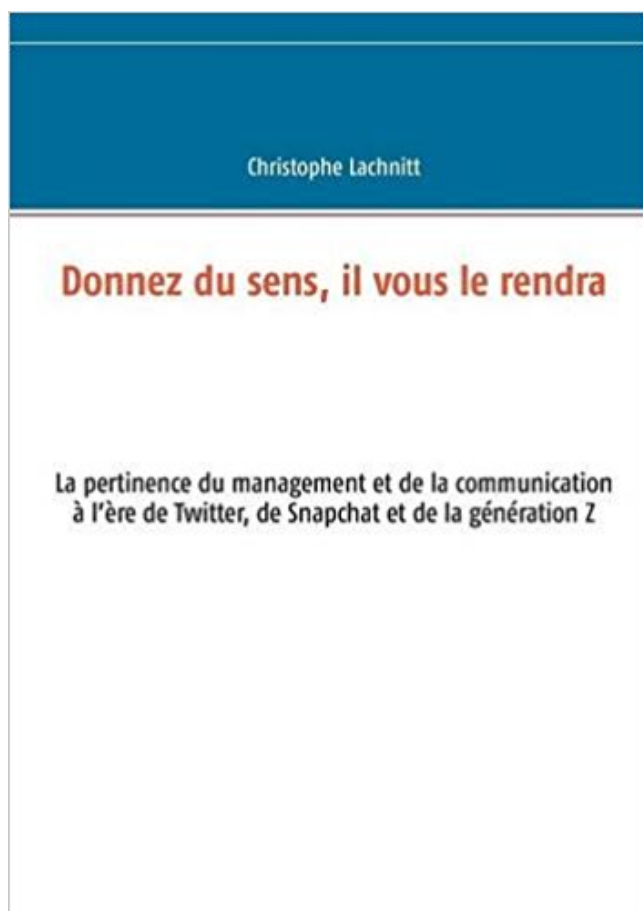 Christophe Lachnitt
Donnez du sens, il vous le rendra
La pertinence du management et de la communication
à l'ère de Twitter, de Snapchat et de la génération Z